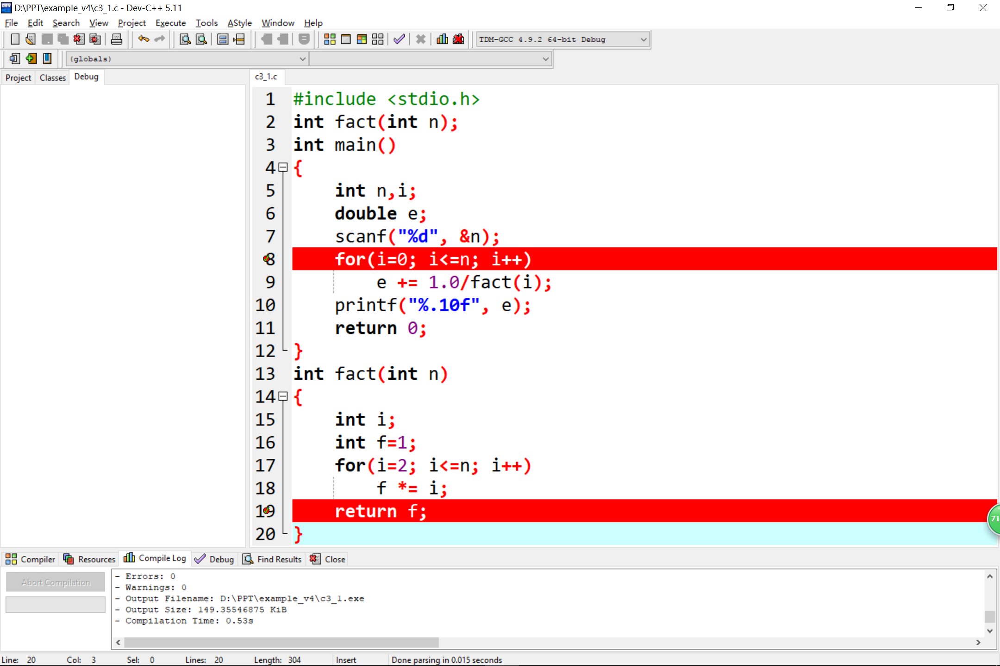 D:\PPT\example_v4\c3_1.c - Dev-C++ 5.11
File Edit Search View Project Execute Tools AStyle Window Help
TDM-GCC 4.9.2 64-bit Debug
(globals)
Project Classes Debug
c3_1.c
1 #include <stdio.h>
2 int fact(int n);
3 int main()
4 {
5 int n,i;
6 double e;
7 scanf("%d", &n);
8 for(i=0; i<=n; i++)
9 e += 1.0/fact(i);
10 printf("%.10f", e);
11 return 0;
12 }
13 int fact(int n)
14 {
15 int i;
16 int f=1;
17 for(i=2; i<=n; i++)
18 f *= i;
19 return f;
20 }
71
Compiler Resources Compile Log Debug Find Results Close
Abort Compilation
- Errors: 0
- Warnings: 0
- Output Filename: D:\PPT\example_v4\c3_1.exe
- Output Size: 149.35546875 KiB
- Compilation Time: 0.53s
Line: 20 Col: 3 Sel: 0 Lines: 20 Length: 304 Insert Done parsing in 0.015 seconds